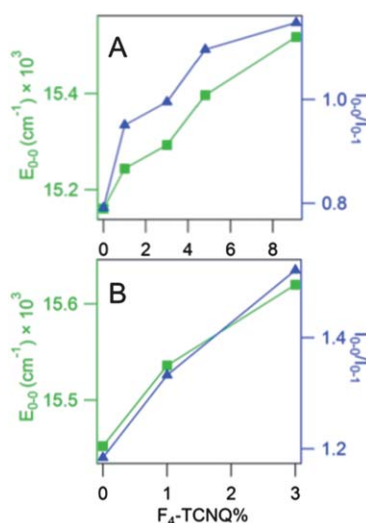 A
E₀₋₀ (cm⁻¹) × 10³
15.4
15.2
1.0
0.8
I₀₋₀/I₀₋₁
0 2 4 6 8
B
E₀₋₀ (cm⁻¹) × 10³
15.6
15.5
1.4
1.2
I₀₋₀/I₀₋₁
0 1 2 3
F₄-TCNQ%